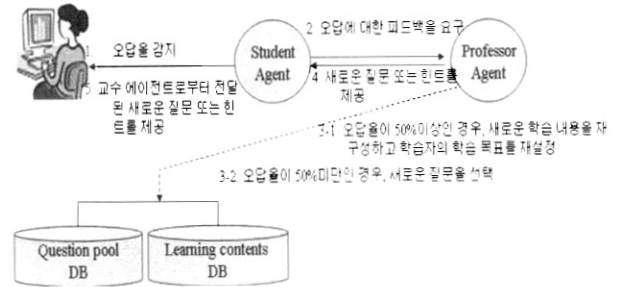 2 오답에 대한 피드백을 요구
1. 오답을 감지
Student
Agent
Professor
Agent
5 교수 에이전트로부터 전달
된 새로운 질문 또는 힌
트를 제공
4 새로운 질문 또는 힌트를
제공
3-1 오답율이 50%이상인 경우, 새로운 학습 내용을 재
구성하고 학습자의 학습 목표를 재설정
3-2 오답율이 50%미만인 경우, 새로운 질문을 선택
Question pool
DB
Learning contents
DB